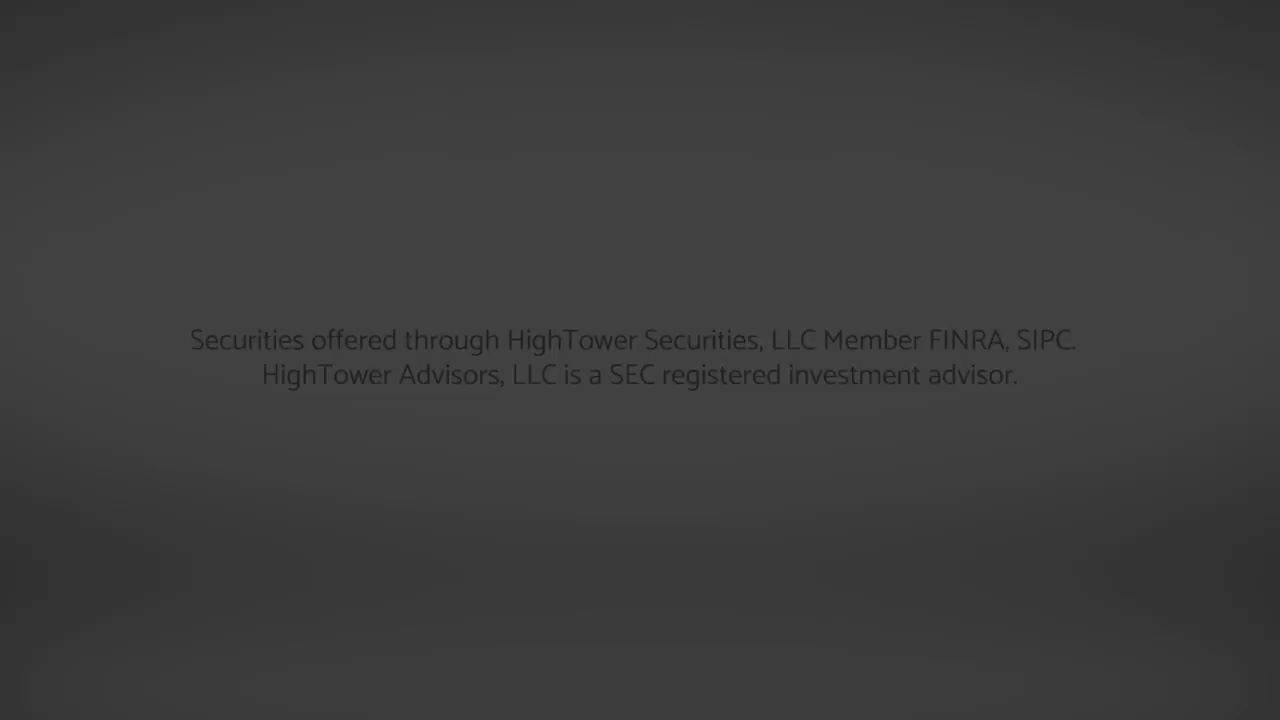 Securities offered through HighTower Securities, LLC Member FINRA, SIPC.
HighTower Advisors, LLC is a SEC registered investment advisor.